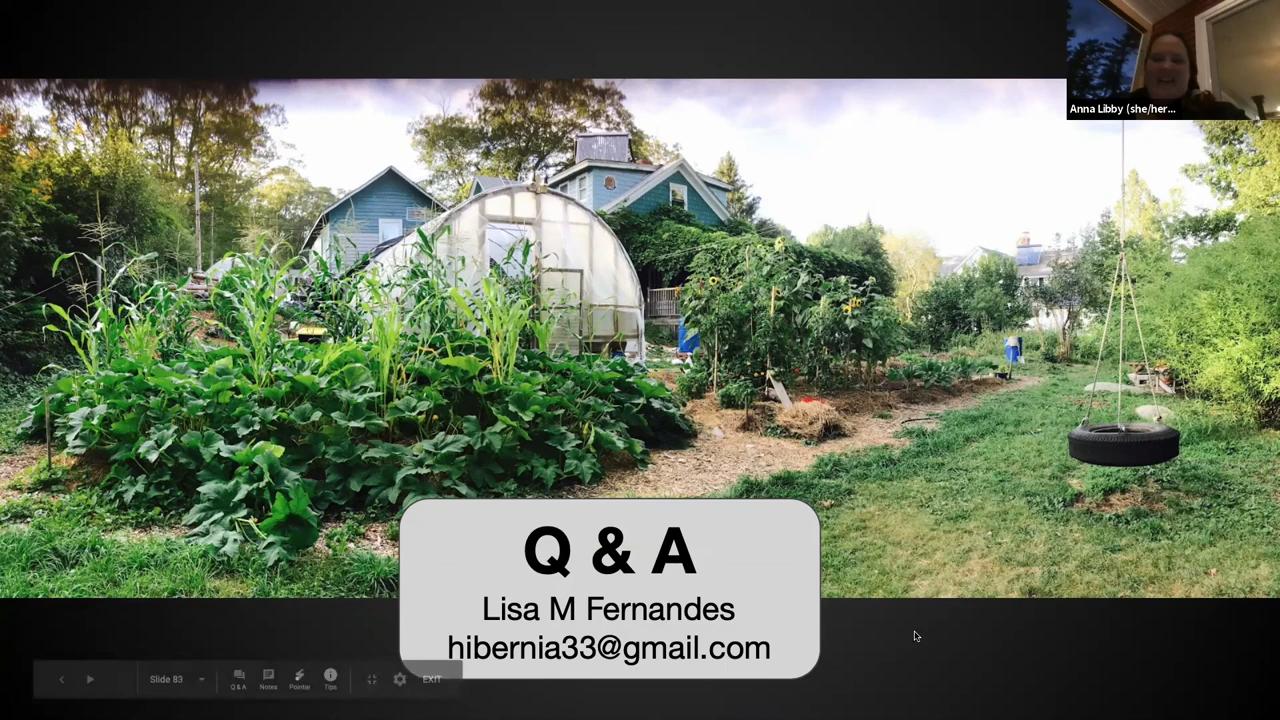 Anna Libby (she/her...
Q & A
Lisa M Fernandes
hibernia33@gmail.com
Slide 83
Q & A
Notes
Pointer
Tips
EXIT